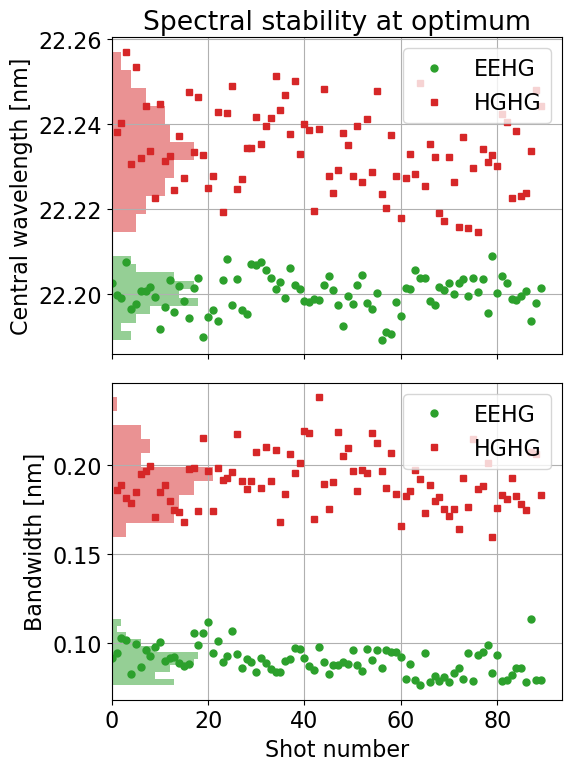 Spectral stability at optimum
Central wavelength [nm]
22.26
22.24
22.22
22.20
EEHG
HGHG
Bandwidth [nm]
0.20
0.15
0.10
EEHG
HGHG
0 20 40 60 80
Shot number